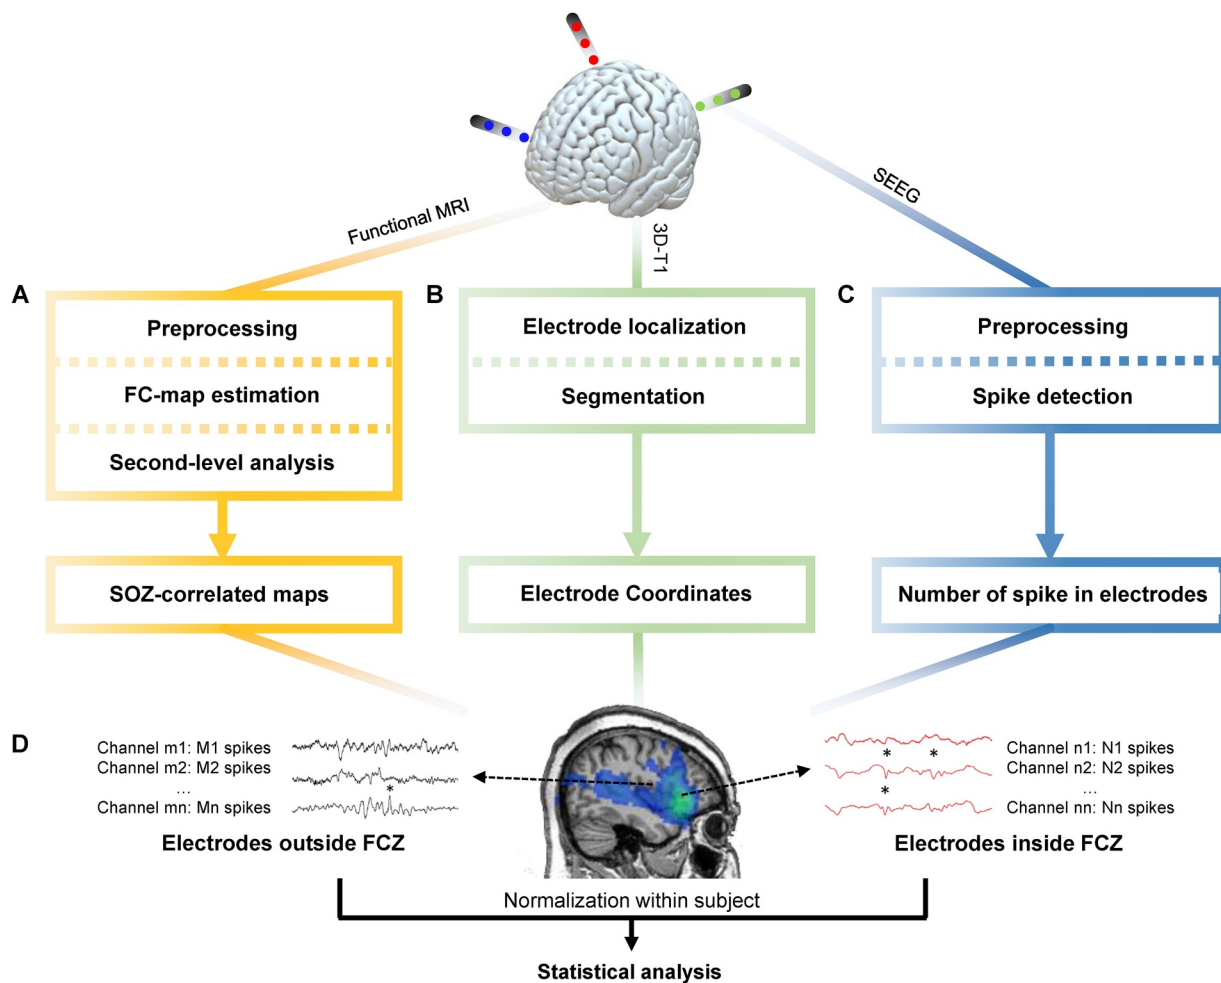 Functional MRI
3D-T1
SEEG
A
Preprocessing
FC-map estimation
Second-level analysis
SOZ-correlated maps
B
Electrode localization
Segmentation
Electrode Coordinates
C
Preprocessing
Spike detection
Number of spike in electrodes
D
Channel m1: M1 spikes
Channel m2: M2 spikes
...
*
Channel mn: Mn spikes
Electrodes outside FCZ
Channel n1: N1 spikes
* *
Channel n2: N2 spikes
*
...
Channel nn: Nn spikes
Electrodes inside FCZ
Normalization within subject
Statistical analysis